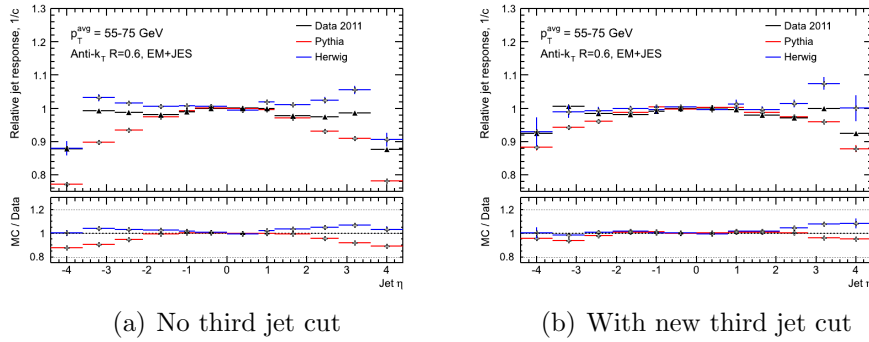 Relative jet response, 1/c
1.3
1.2
1.1
1
0.9
0.8
p_T^avg = 55-75 GeV
Anti-k_T R=0.6, EM+JES
Data 2011
Pythia
Herwig
MC / Data
1.2
1
0.8
-4 -3 -2 -1 0 1 2 3 4
Jet η
(a) No third jet cut
Relative jet response, 1/c
1.3
1.2
1.1
1
0.9
0.8
p_T^avg = 55-75 GeV
Anti-k_T R=0.6, EM+JES
Data 2011
Pythia
Herwig
MC / Data
1.2
1
0.8
-4 -3 -2 -1 0 1 2 3 4
Jet η
(b) With new third jet cut